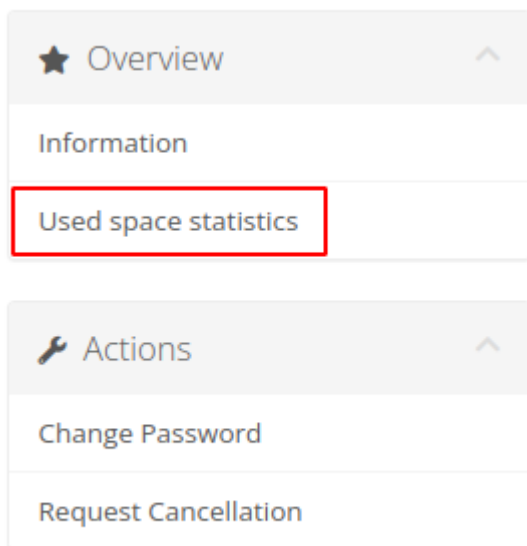 Overview
Information
Used space statistics
Actions
Change Password
Request Cancellation